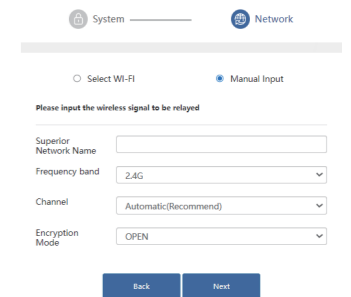 System
Network
Select WI-FI
Manual Input
Please input the wireless signal to be relayed
Superior
Network Name
Frequency band
2.4G
Channel
Automatic(Recommend)
Encryption
Mode
OPEN
Back
Next